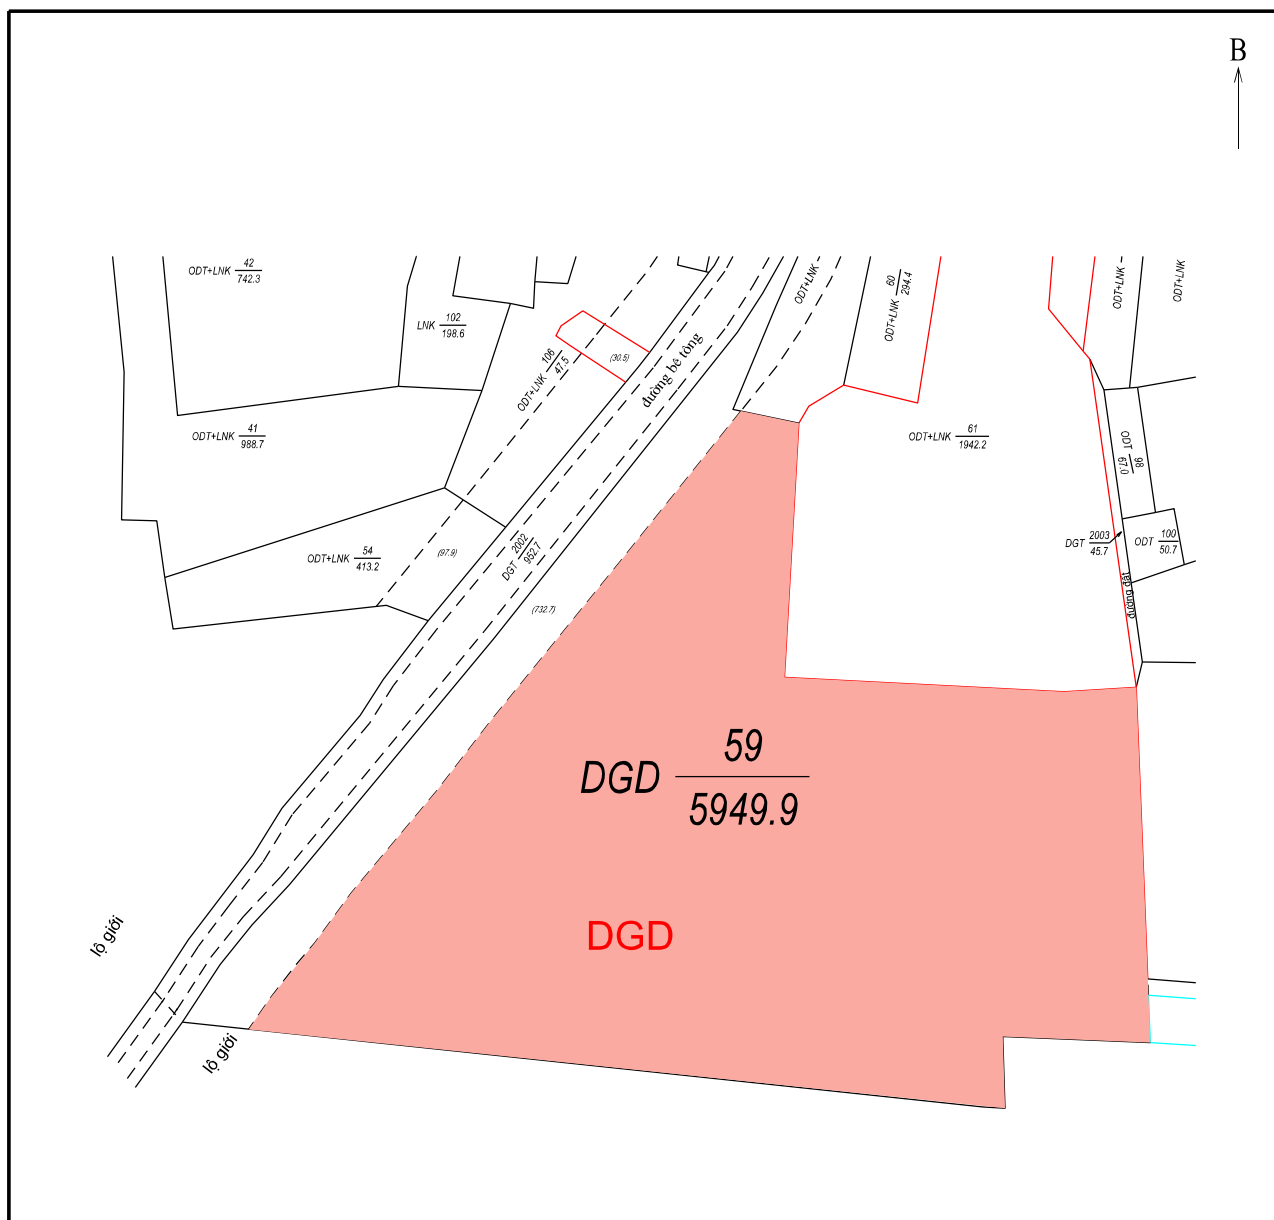 B
ODT+LNK 42
742.3
LNK 102
198.6
ODT+LNK 41
988.7
ODT+LNK 106
47.5
(30.5)
đường bê tông
ODT+LNK
ODT+LNK 60
294.4
ODT+LNK
ODT+LNK
ODT+LNK 61
1942.2
ODT 98
67.0
ODT+LNK 54
413.2
(97.9)
DGT 2002
952.7
(732.7)
DGT 2003
45.7
ODT 100
50.7
đường đất
DGD 59
5949.9
DGD
lộ giới
lộ giới